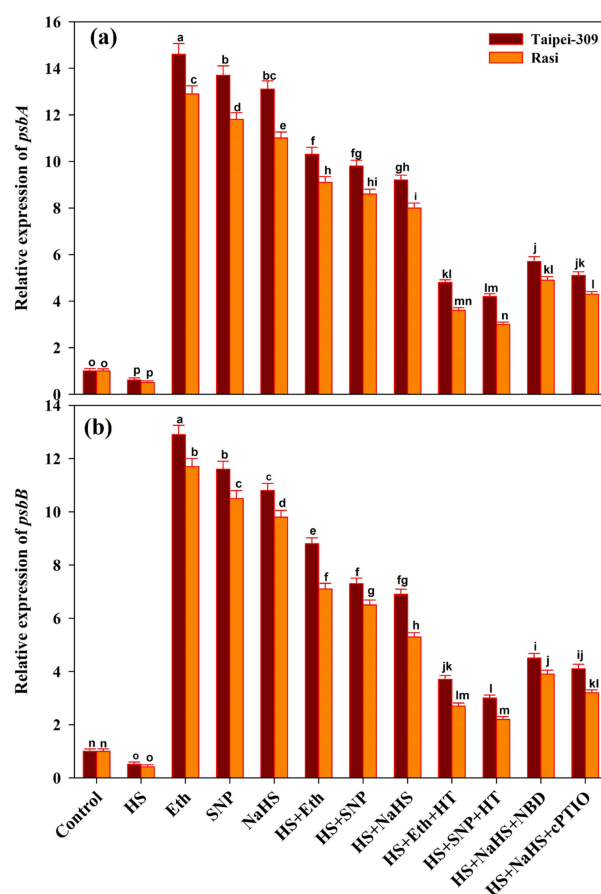 (a)
Taipei-309
Rasi
Relative expression of psbA
16
14
12
10
8
6
4
2
0
o o
p p
a c
b d
bc e
f h
fg hi
gh i
kl mn
lm n
j kl
jk l
(b)
Relative expression of psbB
14
12
10
8
6
4
2
0
n n
o o
a b
b c
c d
e f
f g
fg h
jk lm
l m
i j
ij kl
Control
HS
Eth
SNP
NaHS
HS+Eth
HS+SNP
HS+NaHS
HS+Eth+HT
HS+SNP+HT
HS+NaHS+NBD
HS+NaHS+cPTIO